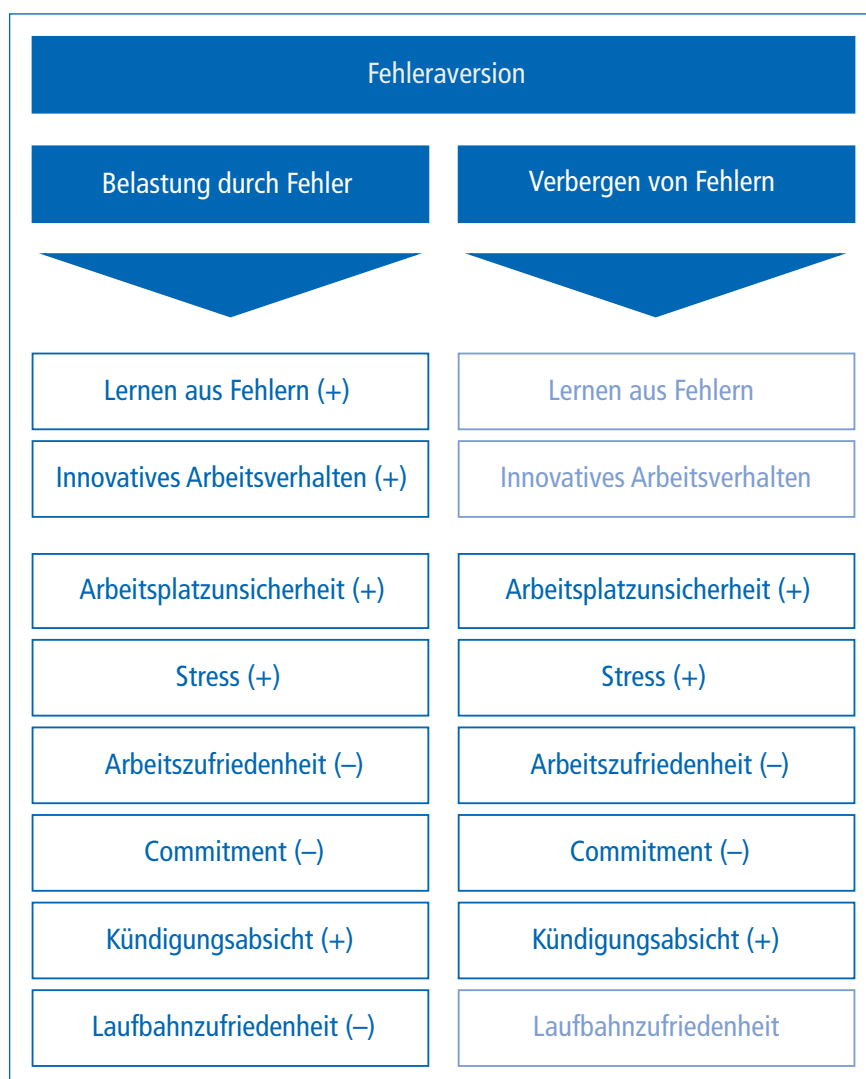 Fehleraversion
Belastung durch Fehler
Verbergen von Fehlern
Lernen aus Fehlern (+)
Lernen aus Fehlern
Innovatives Arbeitsverhalten (+)
Innovatives Arbeitsverhalten
Arbeitsplatzunsicherheit (+)
Arbeitsplatzunsicherheit (+)
Stress (+)
Stress (+)
Arbeitszufriedenheit (–)
Arbeitszufriedenheit (–)
Commitment (–)
Commitment (–)
Kündigungsabsicht (+)
Kündigungsabsicht (+)
Laufbahnzufriedenheit (–)
Laufbahnzufriedenheit